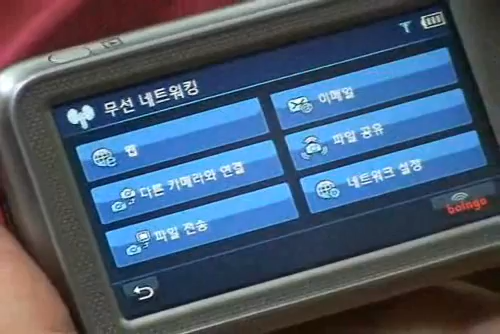 무선 네트워킹
웹
이메일
다른 카메라와 연결
파일 공유
파일 전송
네트워크 설정
boingo